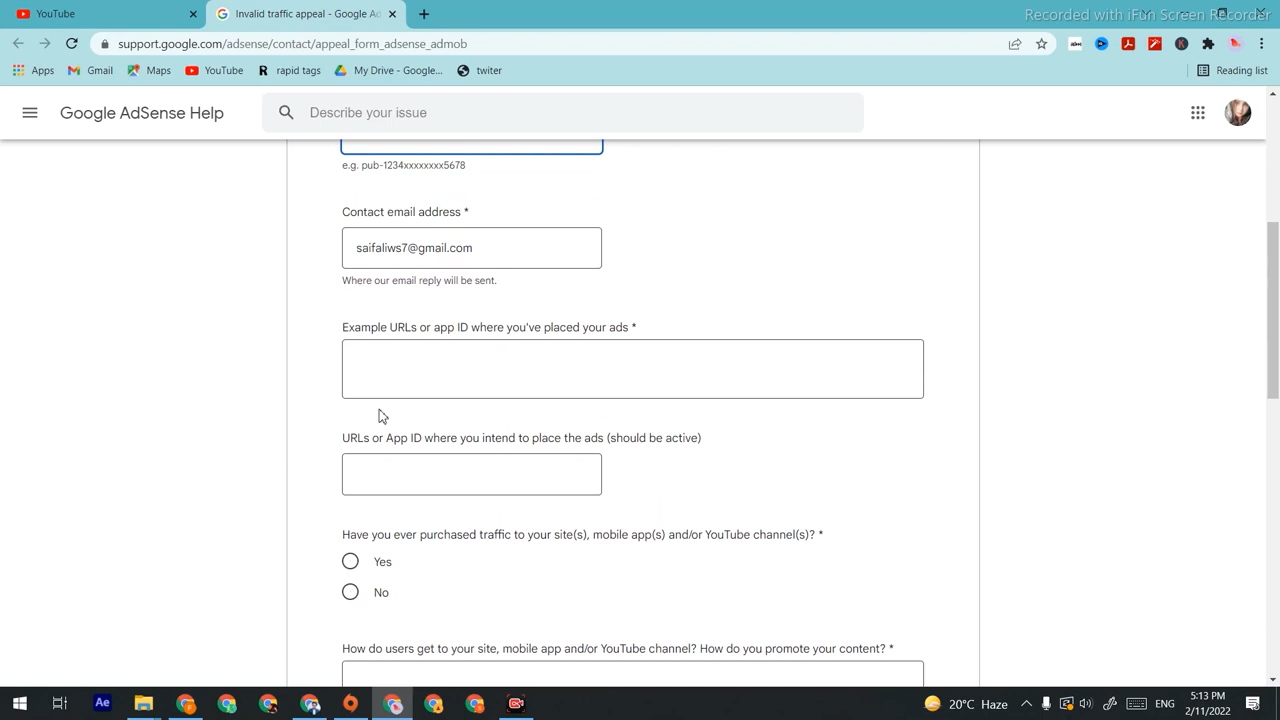 YouTube
Invalid traffic appeal - Google Ad
Recorded with iFun Screen Recorder
support.google.com/adsense/contact/appeal_form_adsense_admob
Apps
Gmail
Maps
YouTube
R rapid tags
My Drive - Google...
twiter
Reading list
Google AdSense Help
Describe your issue
e.g. pub-1234xxxxxxxx5678
Contact email address *
saifaliws7@gmail.com
Where our email reply will be sent.
Example URLs or app ID where you've placed your ads *
URLs or App ID where you intend to place the ads (should be active)
Have you ever purchased traffic to your site(s), mobile app(s) and/or YouTube channel(s)? *
Yes
No
How do users get to your site, mobile app and/or YouTube channel? How do you promote your content? *
Ae
20°C Haze
ENG
5:13 PM
2/11/2022